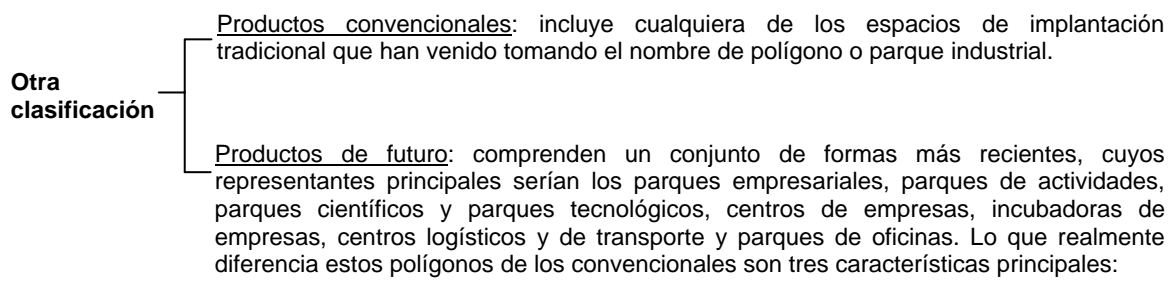 Otra
clasificación
Productos convencionales: incluye cualquiera de los espacios de implantación
tradicional que han venido tomando el nombre de polígono o parque industrial.
Productos de futuro: comprenden un conjunto de formas más recientes, cuyos
representantes principales serían los parques empresariales, parques de actividades,
parques científicos y parques tecnológicos, centros de empresas, incubadoras de
empresas, centros logísticos y de transporte y parques de oficinas. Lo que realmente
diferencia estos polígonos de los convencionales son tres características principales: